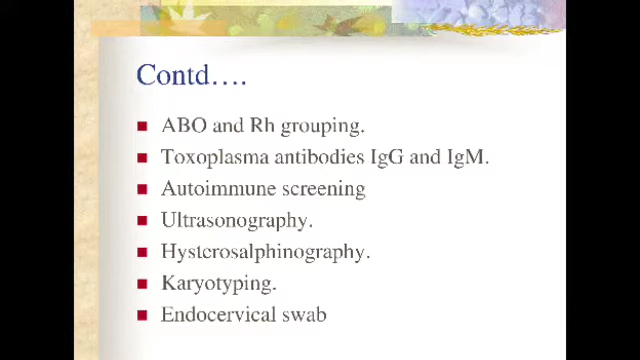 Contd….
ABO and Rh grouping.
Toxoplasma antibodies IgG and IgM.
Autoimmune screening
Ultrasonography.
Hysterosalphinography.
Karyotyping.
Endocervical swab